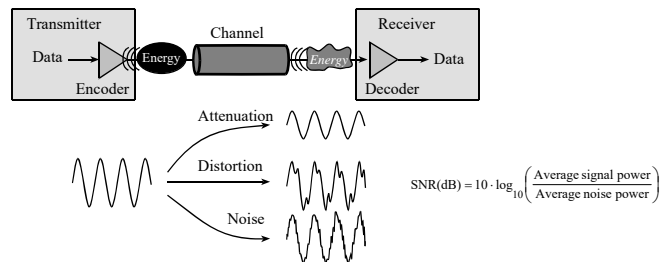 Transmitter
Channel
Receiver
Data
Energy
Energy
Data
Encoder
Decoder
Attenuation
Distortion
Noise
SNR(dB) = 10 · log10(Average signal power / Average noise power)